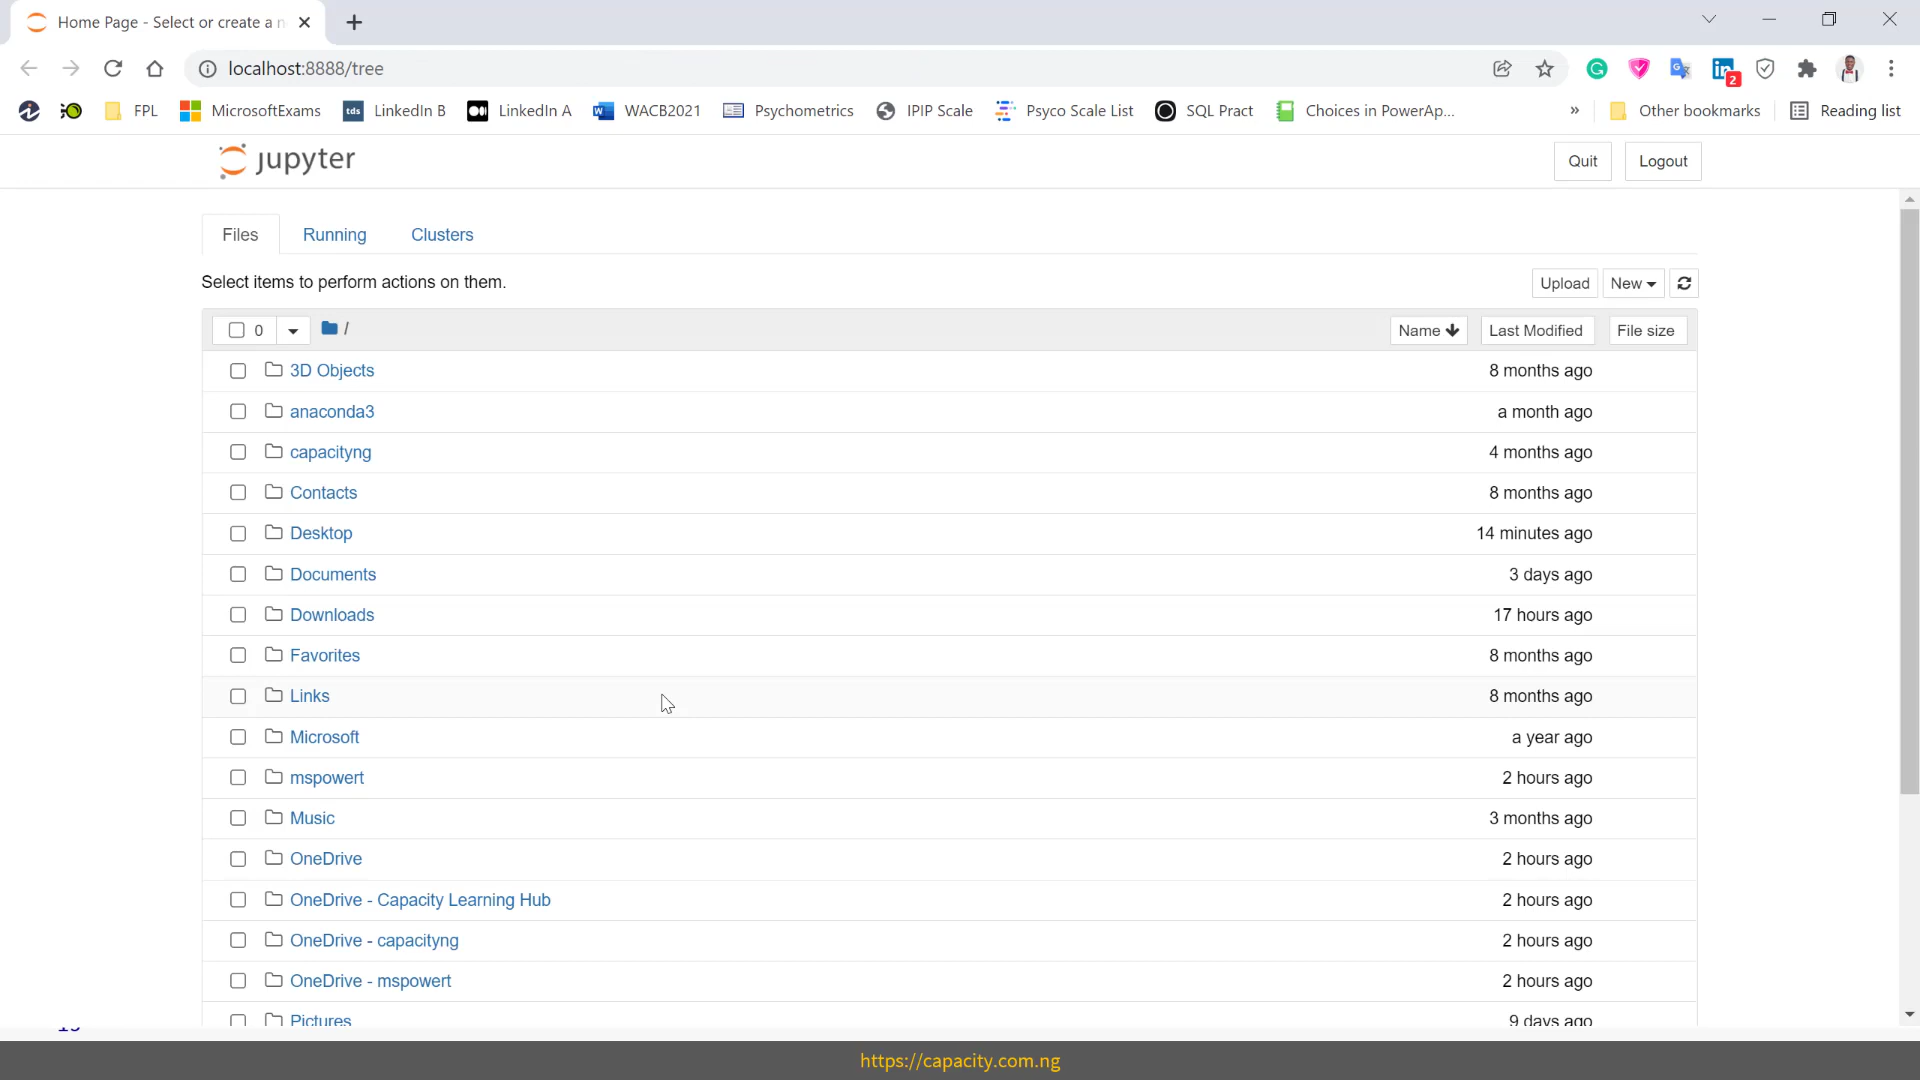 Home Page - Select or create a n
localhost:8888/tree
2
FPL MicrosoftExams tds LinkedIn B LinkedIn A WACB2021 Psychometrics IPIP Scale Psyco Scale List SQL Pract Choices in PowerAp... » Other bookmarks Reading list
jupyter Quit Logout
Files Running Clusters
Select items to perform actions on them. Upload New
0 / Name Last Modified File size
3D Objects 8 months ago
anaconda3 a month ago
capacityng 4 months ago
Contacts 8 months ago
Desktop 14 minutes ago
Documents 3 days ago
Downloads 17 hours ago
Favorites 8 months ago
Links 8 months ago
Microsoft a year ago
mspowert 2 hours ago
Music 3 months ago
OneDrive 2 hours ago
OneDrive - Capacity Learning Hub 2 hours ago
OneDrive - capacityng 2 hours ago
OneDrive - mspowert 2 hours ago
Pictures 9 days ago
https://capacity.com.ng